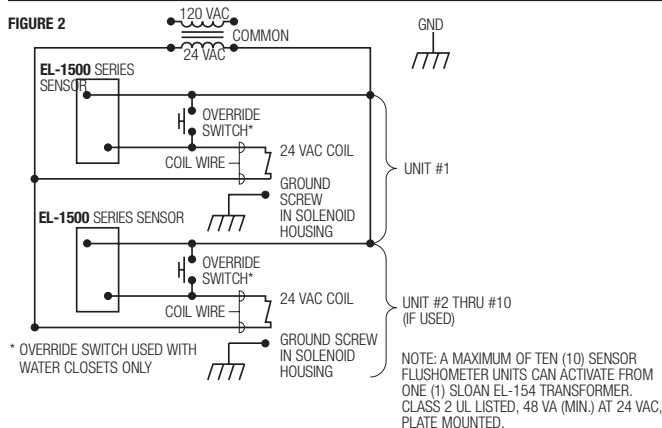 FIGURE 2
120 VAC
COMMON
24 VAC
GND
EL-1500 SERIES
SENSOR
OVERRIDE
SWITCH*
COIL WIRE
24 VAC COIL
GROUND
SCREW
IN SOLENOID
HOUSING
UNIT #1
EL-1500 SERIES SENSOR
OVERRIDE
SWITCH*
COIL WIRE
24 VAC COIL
GROUND SCREW
IN SOLENOID
HOUSING
UNIT #2 THRU #10
(IF USED)
* OVERRIDE SWITCH USED WITH
WATER CLOSETS ONLY
NOTE: A MAXIMUM OF TEN (10) SENSOR
FLUSHOMETER UNITS CAN ACTIVATE FROM
ONE (1) SLOAN EL-154 TRANSFORMER.
CLASS 2 UL LISTED, 48 VA (MIN.) AT 24 VAC,
PLATE MOUNTED.